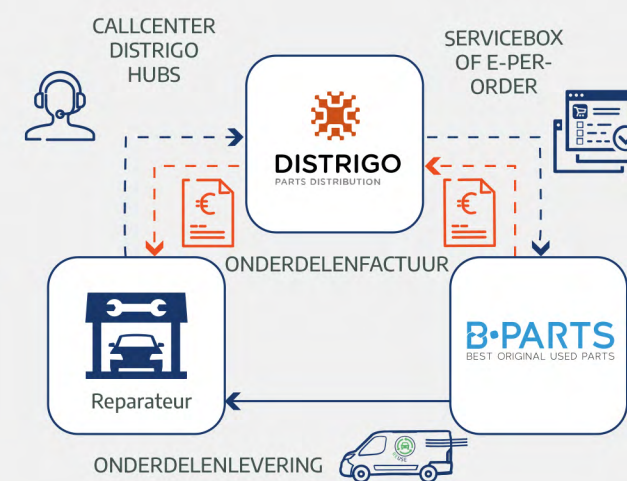 CALLCENTER
DISTRIGO
HUBS
SERVICEBOX
OF E-PER-
ORDER
DISTRIGO
PARTS DISTRIBUTION
€
€
ONDERDELENFACTUUR
Reparateur
B•PARTS
BEST ORIGINAL USED PARTS
ONDERDELENLEVERING